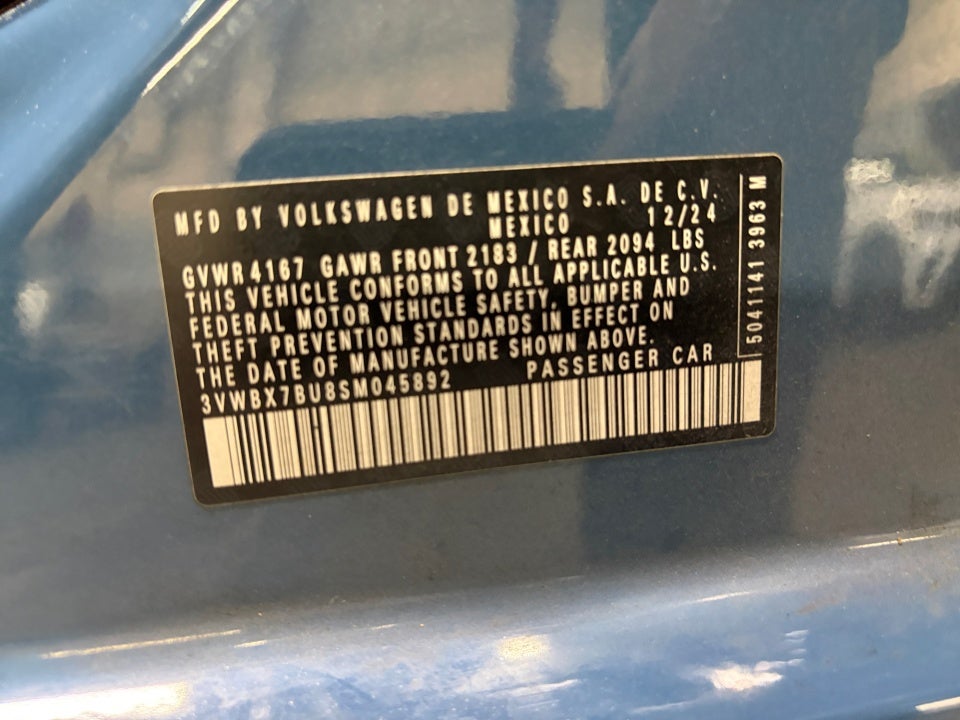 MFD BY VOLKSWAGEN DE MEXICO S.A. DE C.V.
MEXICO 12/24
GVWR 4167 GAWR FRONT 2183 / REAR 2094 LBS
THIS VEHICLE CONFORMS TO ALL APPLICABLE U.S.
FEDERAL MOTOR VEHICLE SAFETY, BUMPER AND
THEFT PREVENTION STANDARDS IN EFFECT ON
THE DATE OF MANUFACTURE SHOWN ABOVE.
3VWBX7BU8SM045892 PASSENGER CAR
5041141 3963 M